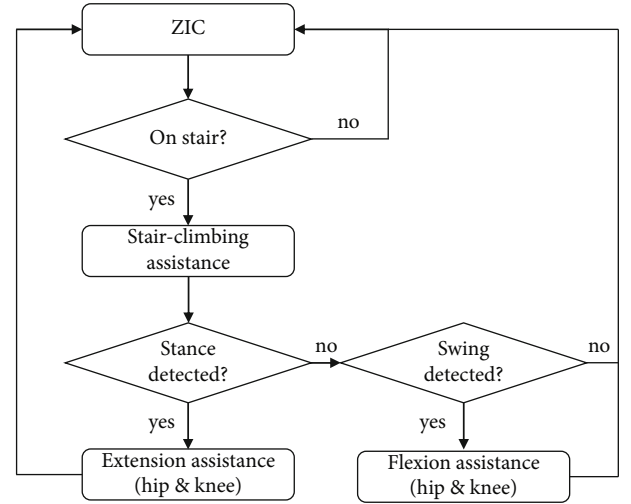 ZIC
On stair?
no
yes
Stair-climbing
assistance
Stance
detected?
no
Swing
detected?
no
yes
yes
Extension assistance
(hip & knee)
Flexion assistance
(hip & knee)